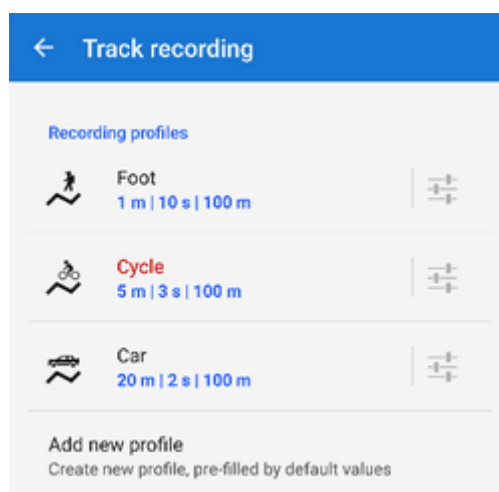 Track recording
Recording profiles
Foot
1 m | 10 s | 100 m
Cycle
5 m | 3 s | 100 m
Car
20 m | 2 s | 100 m
Add new profile
Create new profile, pre-filled by default values